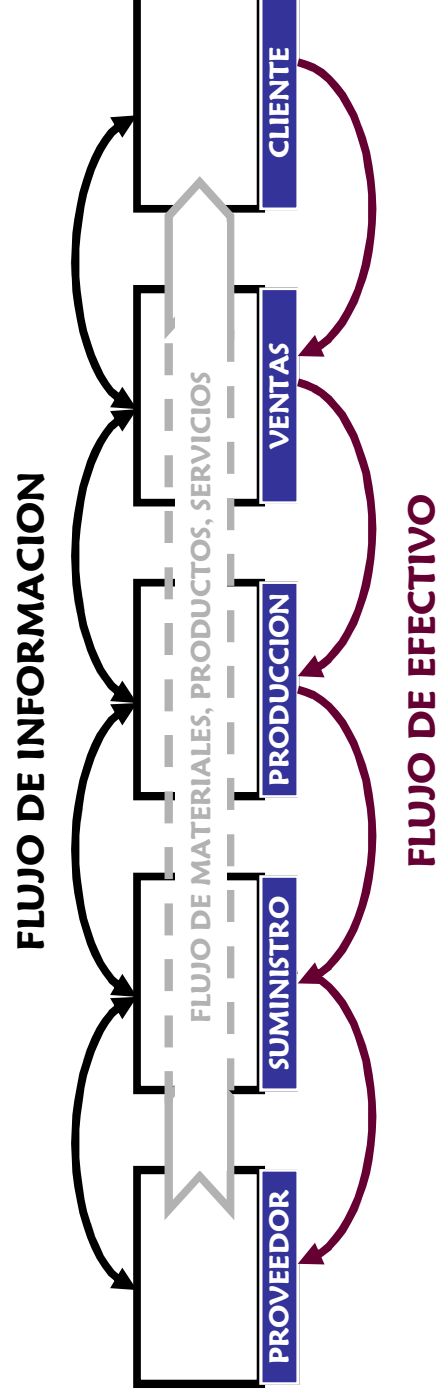 FLUJO DE INFORMACION
FLUJO DE MATERIALES, PRODUCTOS, SERVICIOS
PROVEEDOR
SUMINISTRO
PRODUCCION
VENTAS
CLIENTE
FLUJO DE EFECTIVO